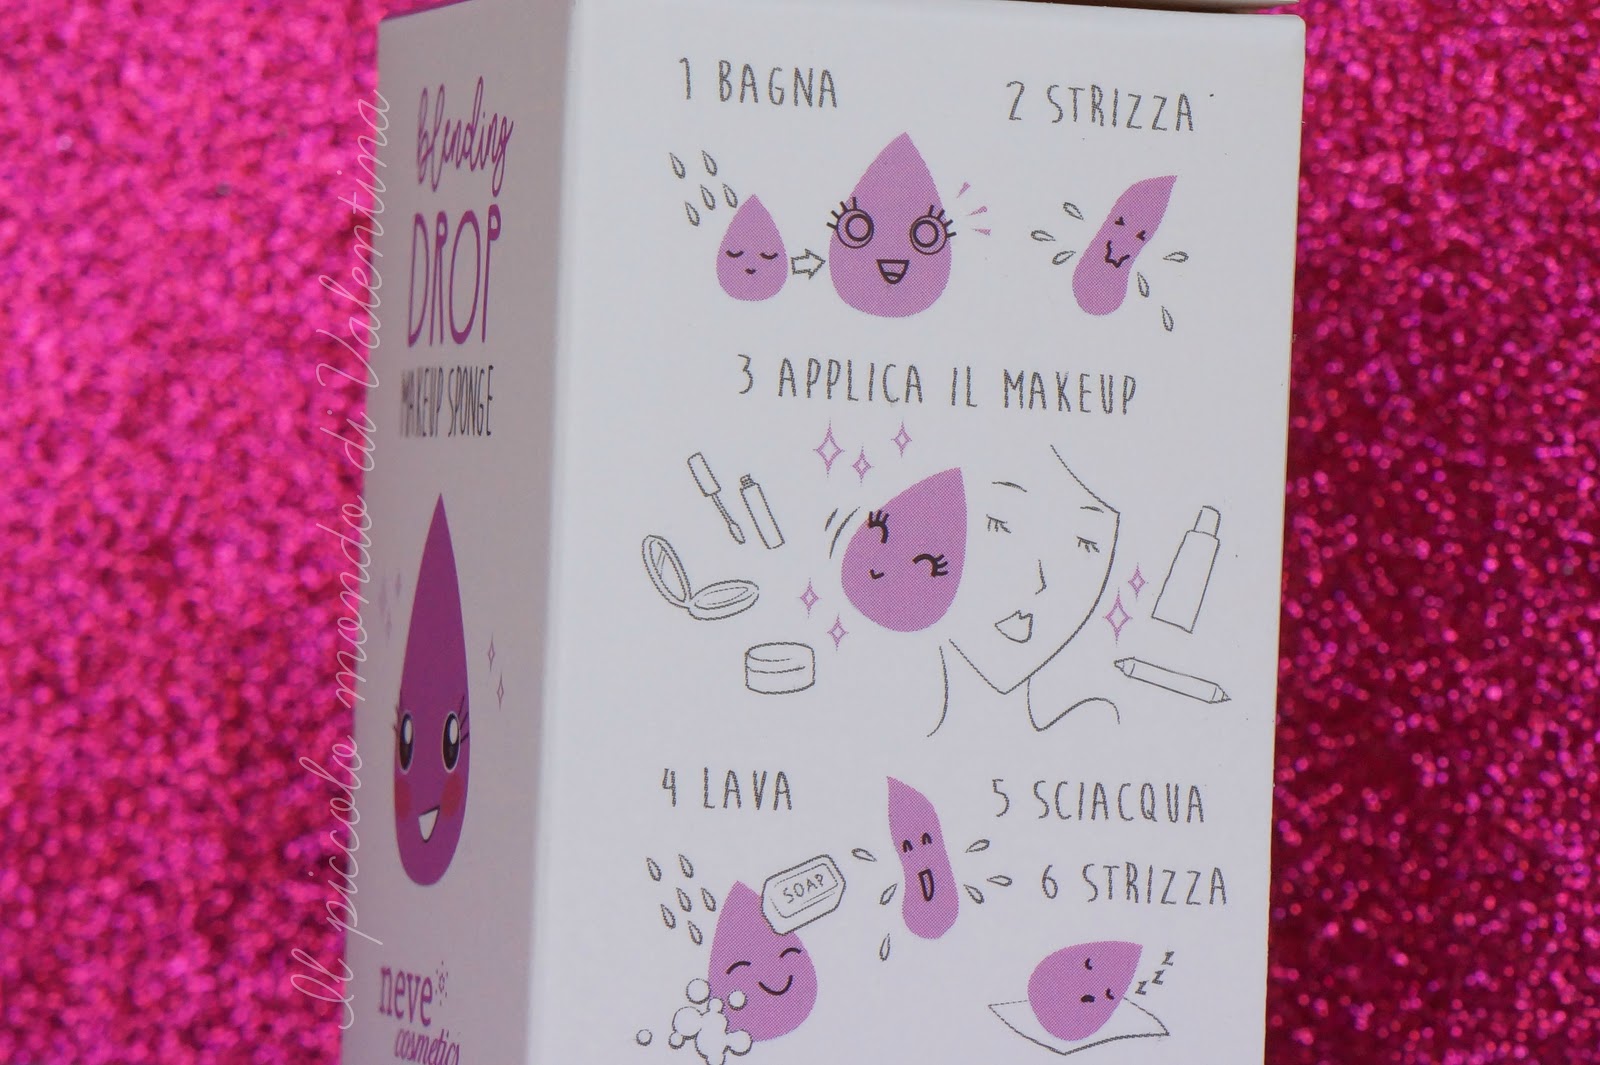 blending
DROP
MAKEUP SPONGE
neve
cosmetics
1 BAGNA
2 STRIZZA
3 APPLICA IL MAKEUP
4 LAVA
SOAP
5 SCIACQUA
6 STRIZZA
z z z
Il piccolo mondo di Valentina